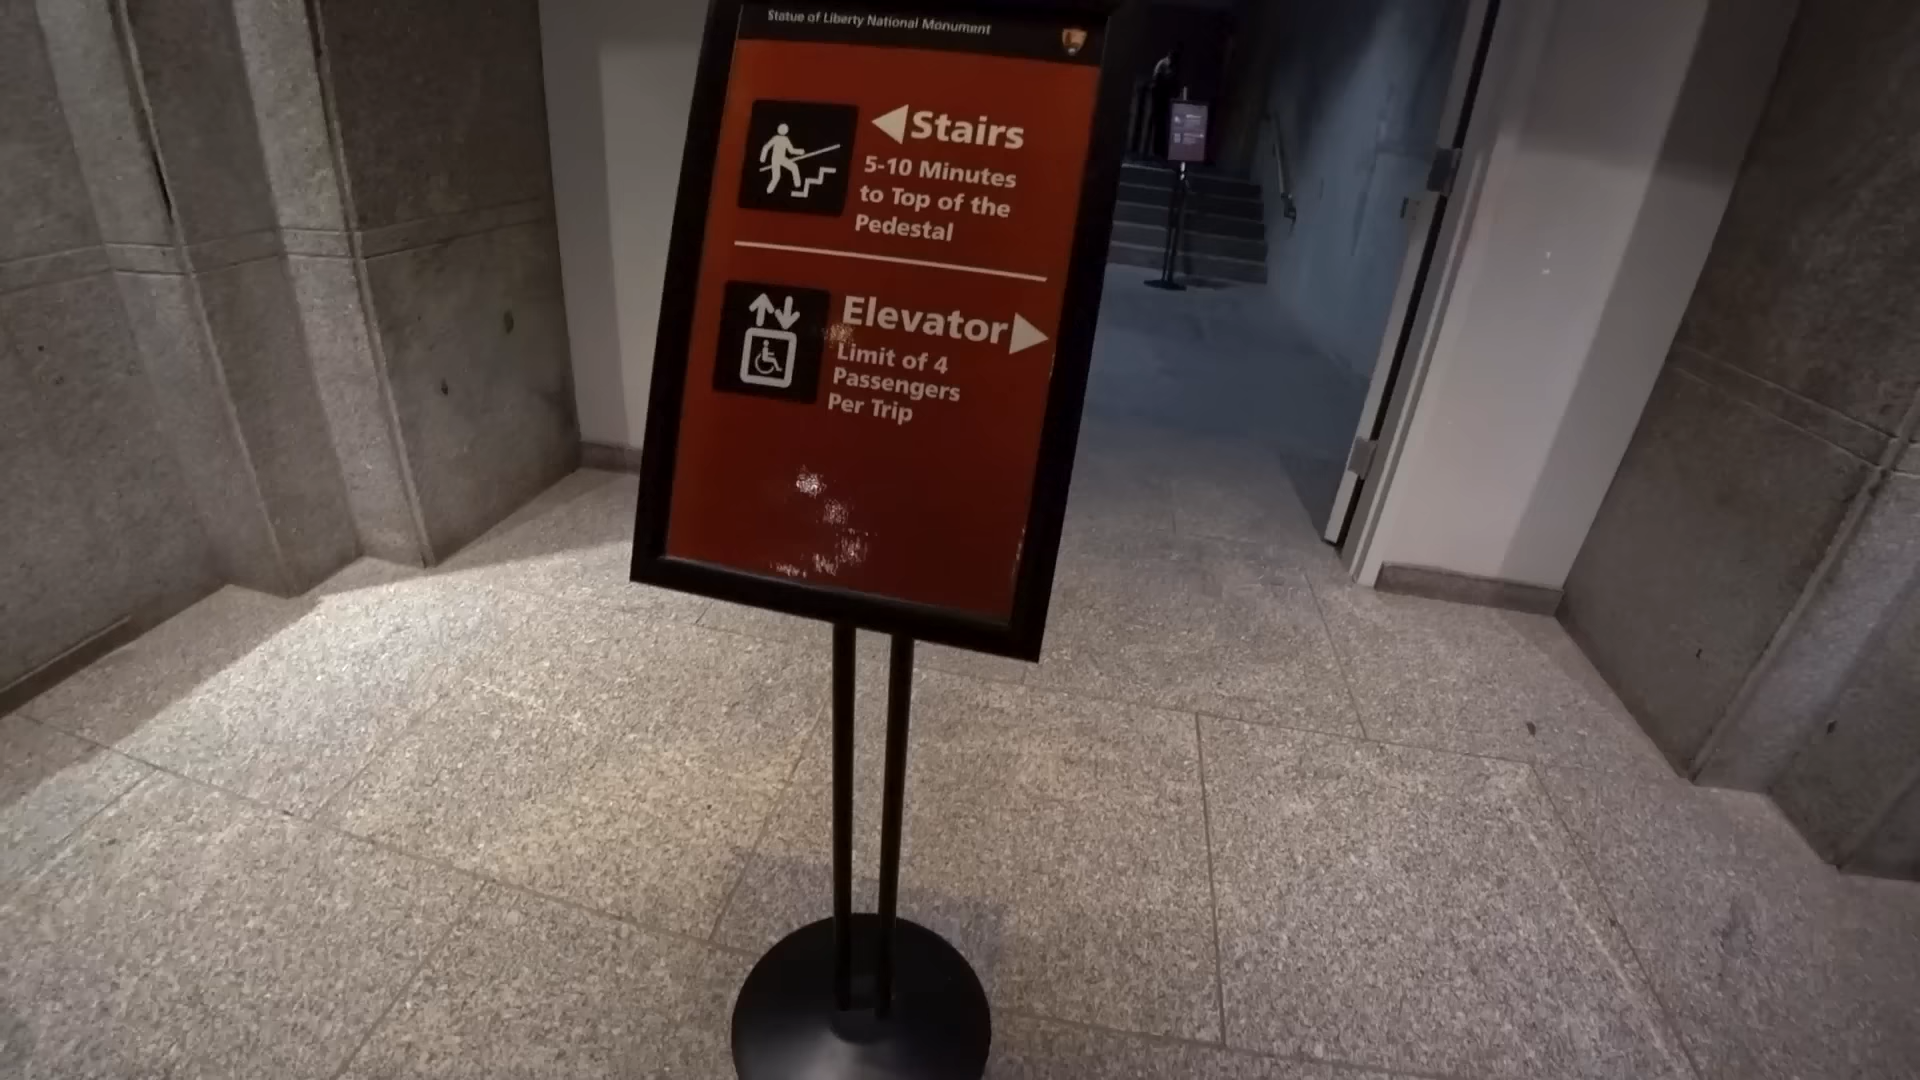 Statue of Liberty National Monument
Stairs
5-10 Minutes
to Top of the
Pedestal
Elevator
Limit of 4
Passengers
Per Trip